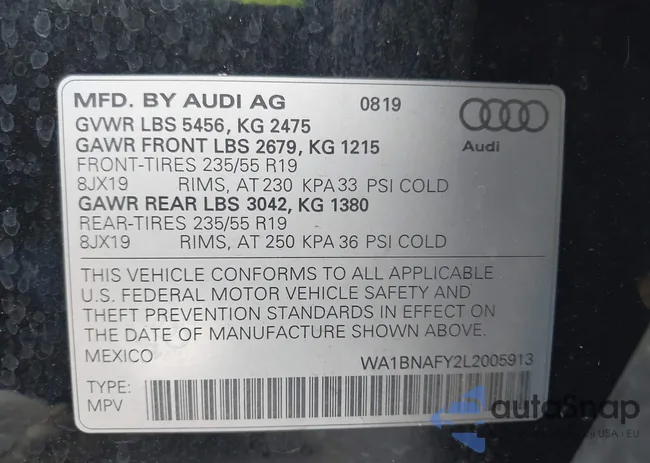 MFD. BY AUDI AG 0819
GVWR LBS 5456, KG 2475
GAWR FRONT LBS 2679, KG 1215 Audi
FRONT-TIRES 235/55 R19
8JX19 RIMS, AT 230 KPA 33 PSI COLD
GAWR REAR LBS 3042, KG 1380
REAR-TIRES 235/55 R19
8JX19 RIMS, AT 250 KPA 36 PSI COLD
THIS VEHICLE CONFORMS TO ALL APPLICABLE
U.S. FEDERAL MOTOR VEHICLE SAFETY AND
THEFT PREVENTION STANDARDS IN EFFECT ON
THE DATE OF MANUFACTURE SHOWN ABOVE.
MEXICO WA1BNAFY2L2005913
TYPE:
MPV
autoSnap
by USA | EU